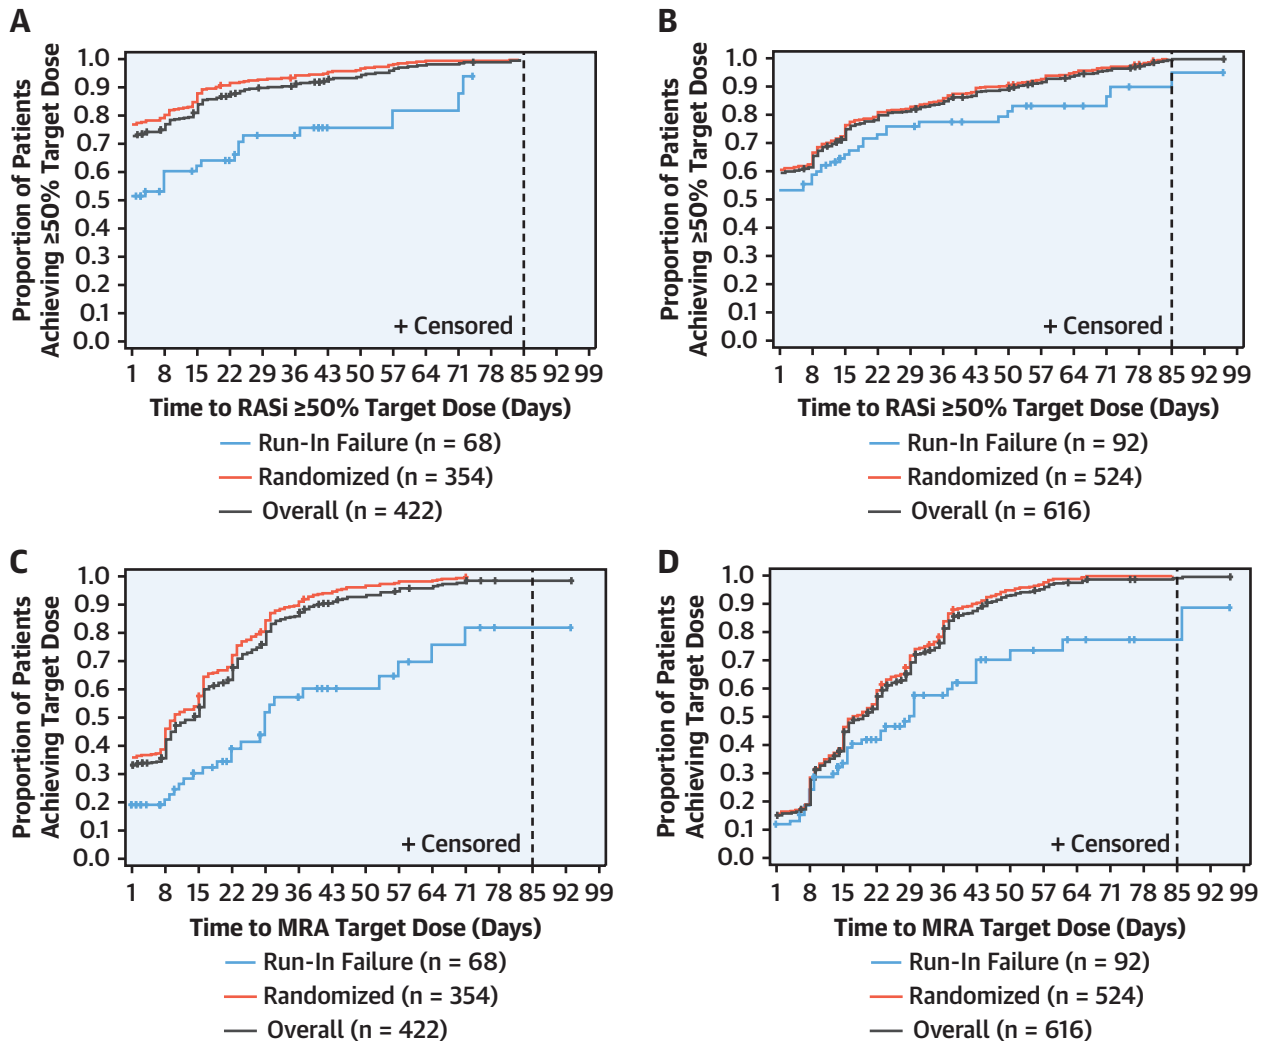 A
Proportion of Patients
Achieving ≥50% Target Dose
1.0
0.9
0.8
0.7
0.6
0.5
0.4
0.3
0.2
0.1
0.0
+ Censored
1 8 15 22 29 36 43 50 57 64 71 78 85 92 99
Time to RASi ≥50% Target Dose (Days)
Run-In Failure (n = 68)
Randomized (n = 354)
Overall (n = 422)
B
Proportion of Patients
Achieving ≥50% Target Dose
1.0
0.9
0.8
0.7
0.6
0.5
0.4
0.3
0.2
0.1
0.0
+ Censored
1 8 15 22 29 36 43 50 57 64 71 78 85 92 99
Time to RASi ≥50% Target Dose (Days)
Run-In Failure (n = 92)
Randomized (n = 524)
Overall (n = 616)
C
Proportion of Patients
Achieving Target Dose
1.0
0.9
0.8
0.7
0.6
0.5
0.4
0.3
0.2
0.1
0.0
+ Censored
1 8 15 22 29 36 43 50 57 64 71 78 85 92 99
Time to MRA Target Dose (Days)
Run-In Failure (n = 68)
Randomized (n = 354)
Overall (n = 422)
D
Proportion of Patients
Achieving Target Dose
1.0
0.9
0.8
0.7
0.6
0.5
0.4
0.3
0.2
0.1
0.0
+ Censored
1 8 15 22 29 36 43 50 57 64 71 78 85 92 99
Time to MRA Target Dose (Days)
Run-In Failure (n = 92)
Randomized (n = 524)
Overall (n = 616)